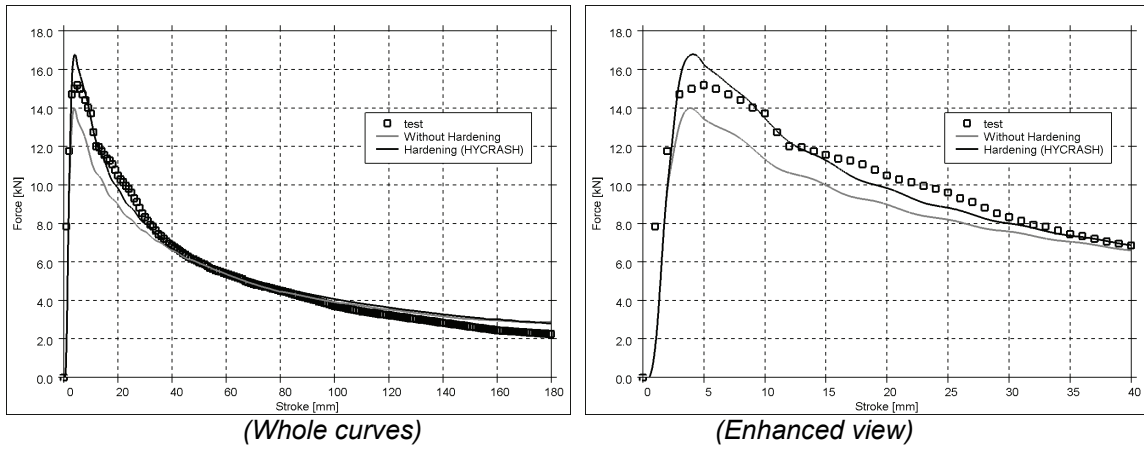 18.0
16.0
14.0
12.0
10.0
8.0
6.0
4.0
2.0
0.0
Force [kN]
0 20 40 60 80 100 120 140 160 180
Stroke [mm]
test
Without Hardening
Hardening (HYCRASH)
(Whole curves)
18.0
16.0
14.0
12.0
10.0
8.0
6.0
4.0
2.0
0.0
Force [kN]
0 5 10 15 20 25 30 35 40
Stroke [mm]
test
Without Hardening
Hardening (HYCRASH)
(Enhanced view)